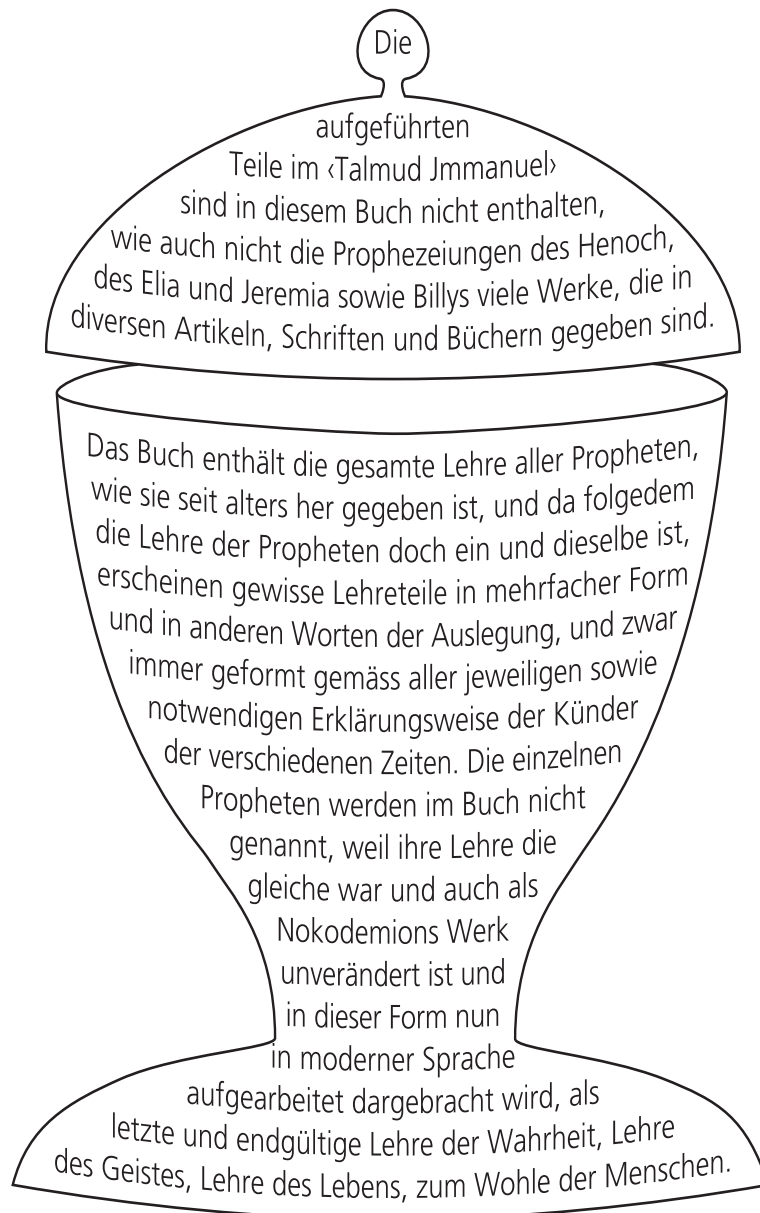 Die
aufgeführten
Teile im ‹Talmud Jmmanuel›
sind in diesem Buch nicht enthalten,
wie auch nicht die Prophezeiungen des Henoch,
des Elia und Jeremia sowie Billys viele Werke, die in
diversen Artikeln, Schriften und Büchern gegeben sind.
Das Buch enthält die gesamte Lehre aller Propheten,
wie sie seit alters her gegeben ist, und da folgedem
die Lehre der Propheten doch ein und dieselbe ist,
erscheinen gewisse Lehreteile in mehrfacher Form
und in anderen Worten der Auslegung, und zwar
immer geformt gemäss aller jeweiligen sowie
notwendigen Erklärungsweise der Künder
der verschiedenen Zeiten. Die einzelnen
Propheten werden im Buch nicht
genannt, weil ihre Lehre die
gleiche war und auch als
Nokodemions Werk
unverändert ist und
in dieser Form nun
in moderner Sprache
aufgearbeitet dargebracht wird, als
letzte und endgültige Lehre der Wahrheit, Lehre
des Geistes, Lehre des Lebens, zum Wohle der Menschen.